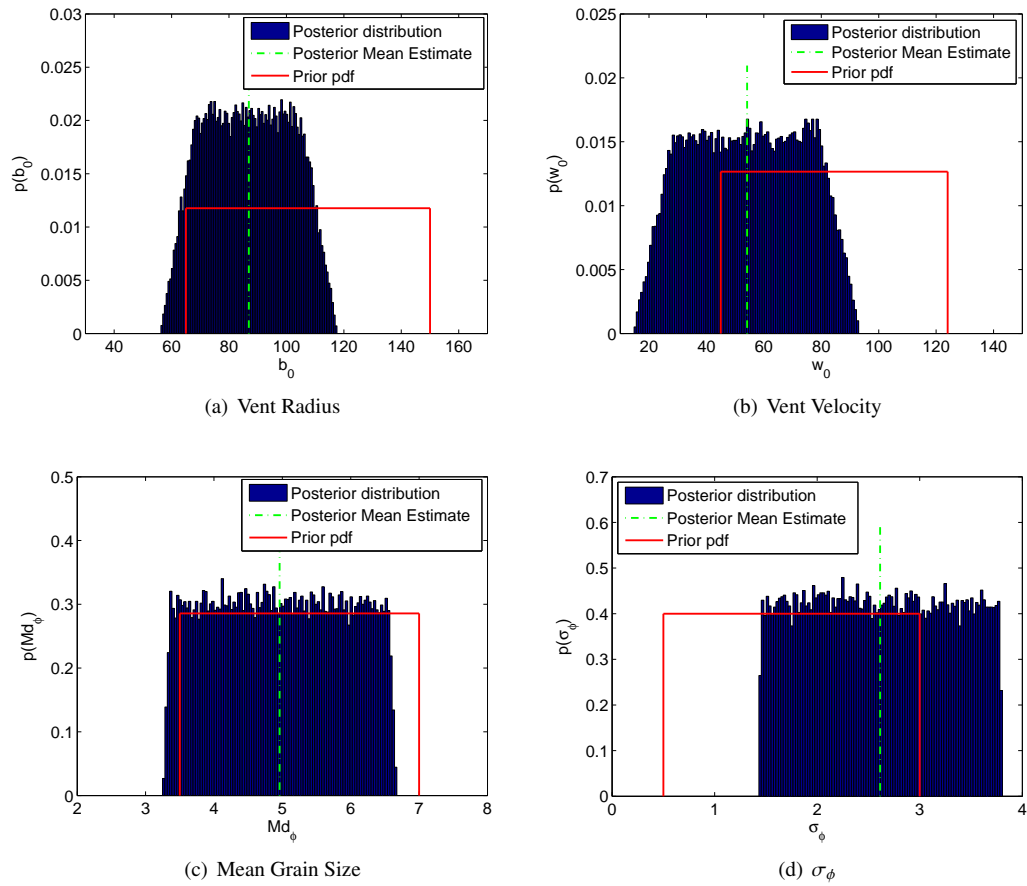 0.03
0.025
0.02
0.015
0.01
0.005
0
p(b₀)
40 60 80 100 120 140 160
b₀
Posterior distribution
Posterior Mean Estimate
Prior pdf
(a) Vent Radius
0.025
0.02
0.015
0.01
0.005
0
p(w₀)
20 40 60 80 100 120 140
w₀
Posterior distribution
Posterior Mean Estimate
Prior pdf
(b) Vent Velocity
0.5
0.4
0.3
0.2
0.1
0
p(Md_ϕ)
2 3 4 5 6 7 8
Md_ϕ
Posterior distribution
Posterior Mean Estimate
Prior pdf
(c) Mean Grain Size
0.7
0.6
0.5
0.4
0.3
0.2
0.1
0
p(σ_ϕ)
0 1 2 3 4
σ_ϕ
Posterior distribution
Posterior Mean Estimate
Prior pdf
(d) σ_ϕ